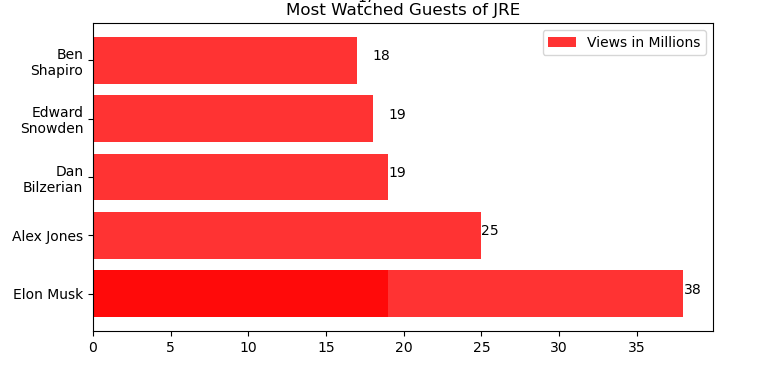 17
Most Watched Guests of JRE
Views in Millions
Ben
Shapiro
18
Edward
Snowden
19
Dan
Bilzerian
19
Alex Jones
25
Elon Musk
38
0 5 10 15 20 25 30 35